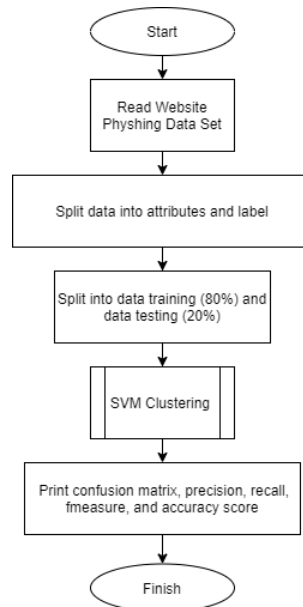 Start
Read Website
Physhing Data Set
Split data into attributes and label
Split into data training (80%) and
data testing (20%)
SVM Clustering
Print confusion matrix, precision, recall,
fmeasure, and accuracy score
Finish